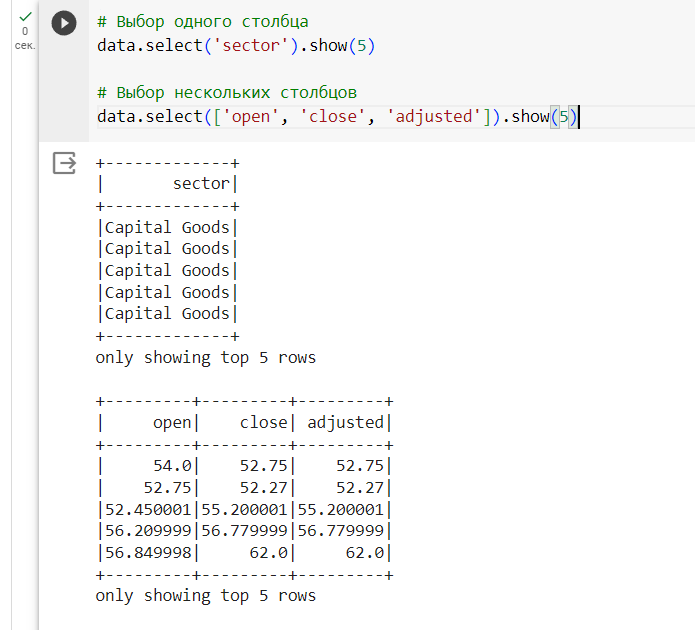 0
сек.
# Выбор одного столбца
data.select('sector').show(5)
# Выбор нескольких столбцов
data.select(['open', 'close', 'adjusted']).show(5)
+-------------+
|       sector|
+-------------+
|Capital Goods|
|Capital Goods|
|Capital Goods|
|Capital Goods|
|Capital Goods|
+-------------+
only showing top 5 rows
+---------+---------+---------+
|     open|    close| adjusted|
+---------+---------+---------+
|     54.0|    52.75|    52.75|
|    52.75|    52.27|    52.27|
|52.450001|55.200001|55.200001|
|56.209999|56.779999|56.779999|
|56.849998|     62.0|     62.0|
+---------+---------+---------+
only showing top 5 rows